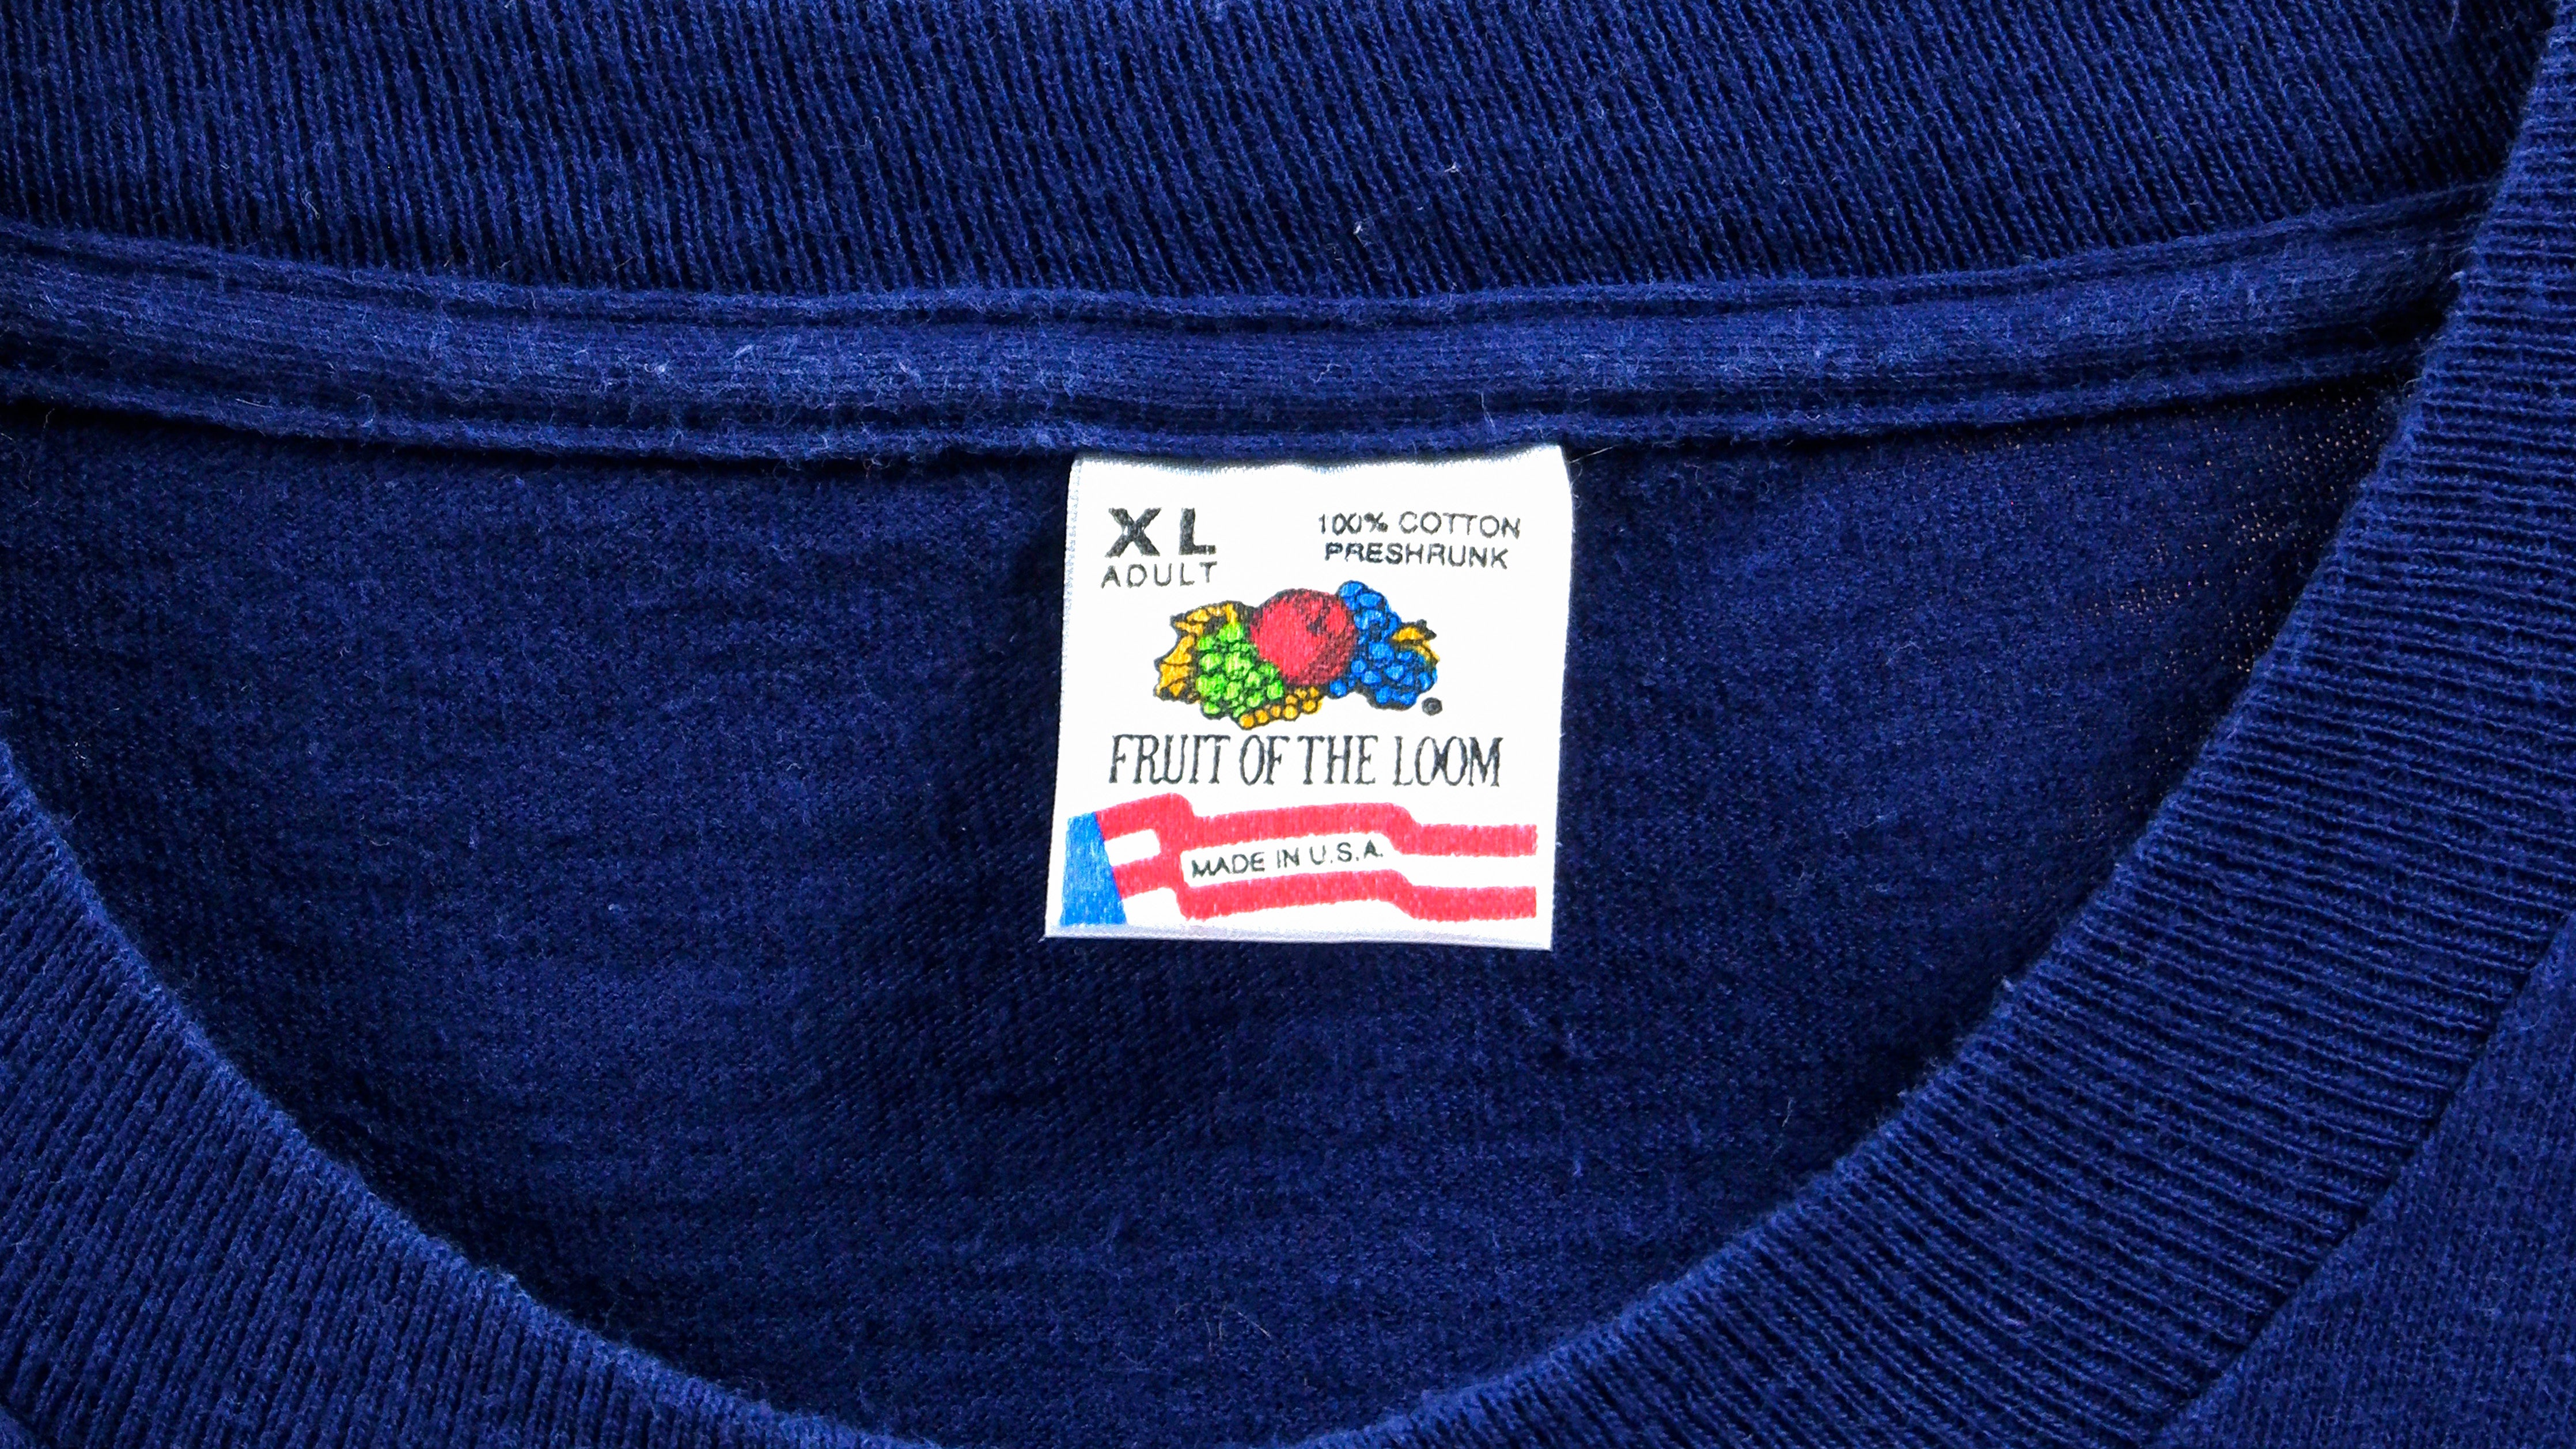 XL
ADULT
100% COTTON
PRESHRUNK
FRUIT OF THE LOOM
MADE IN U.S.A.